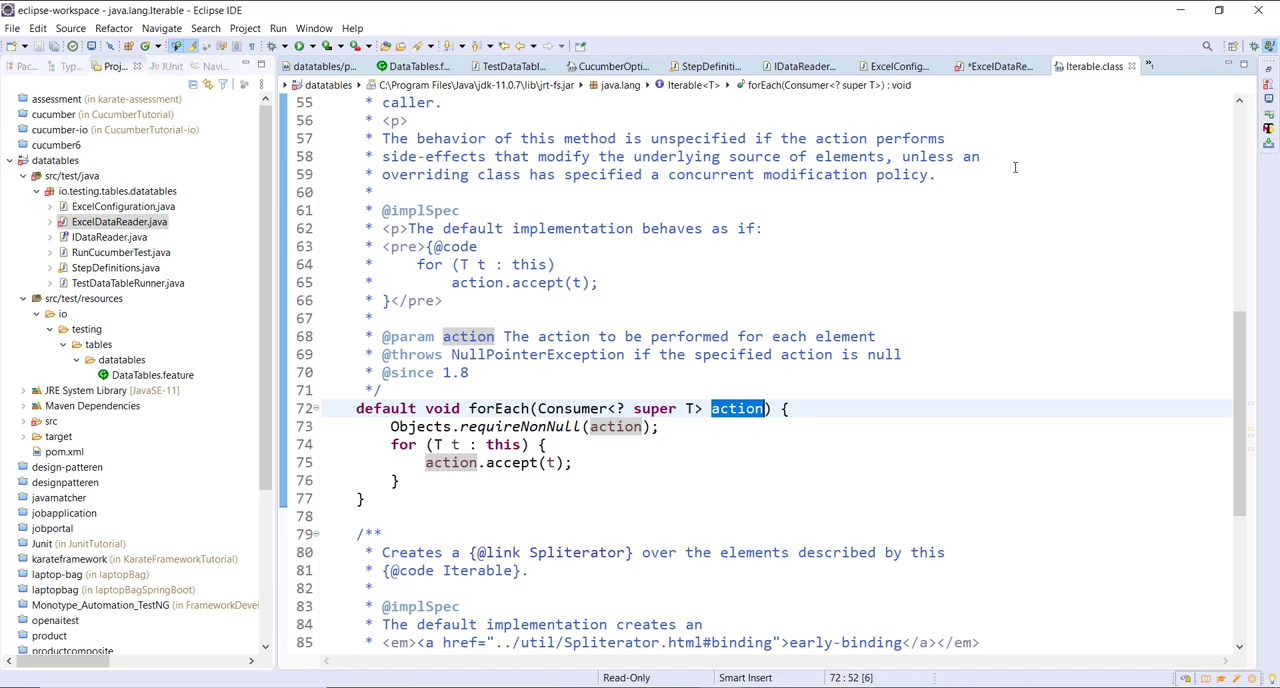 eclipse-workspace - java.lang.Iterable - Eclipse IDE
File Edit Source Refactor Navigate Search Project Run Window Help
Pac... Typ... Proj... JUnit Navi...
datatables/p... DataTables.f... TestDataTabl... CucumberOpti... StepDefiniti... IDataReader... ExcelConfig... *ExcelDataRe... Iterable.class
datatables C:\Program Files\Java\jdk-11.0.7\lib\jrt-fs.jar java.lang Iterable<T> forEach(Consumer<? super T>) : void
assessment (in karate-assessment)
cucumber (in CucumberTutorial)
cucumber-io (in CucumberTutorial-io)
cucumber6
datatables
src/test/java
io.testing.tables.datatables
ExcelConfiguration.java
ExcelDataReader.java
IDataReader.java
RunCucumberTest.java
StepDefinitions.java
TestDataTableRunner.java
src/test/resources
io
testing
tables
datatables
DataTables.feature
JRE System Library [JavaSE-11]
Maven Dependencies
src
target
pom.xml
design-patteren
designpatteren
javamatcher
jobapplication
jobportal
Junit (in JunitTutorial)
karateframework (in KarateFrameworkTutorial)
laptop-bag (in laptopBag)
laptopbag (in laptopBagSpringBoot)
Monotype_Automation_TestNG (in FrameworkDeve
openaitest
product
productcomposite
55 * caller.
56 * <p>
57 * The behavior of this method is unspecified if the action performs
58 * side-effects that modify the underlying source of elements, unless an
59 * overriding class has specified a concurrent modification policy.
60 *
61 * @implSpec
62 * <p>The default implementation behaves as if:
63 * <pre>{@code
64 * for (T t : this)
65 * action.accept(t);
66 * }</pre>
67 *
68 * @param action The action to be performed for each element
69 * @throws NullPointerException if the specified action is null
70 * @since 1.8
71 */
72 default void forEach(Consumer<? super T> action) {
73 Objects.requireNonNull(action);
74 for (T t : this) {
75 action.accept(t);
76 }
77 }
78
79 /**
80 * Creates a {@link Spliterator} over the elements described by this
81 * {@code Iterable}.
82 *
83 * @implSpec
84 * The default implementation creates an
85 * <em><a href="../util/Spliterator.html#binding">early-binding</a></em>
Read-Only Smart Insert 72 : 52 [6]